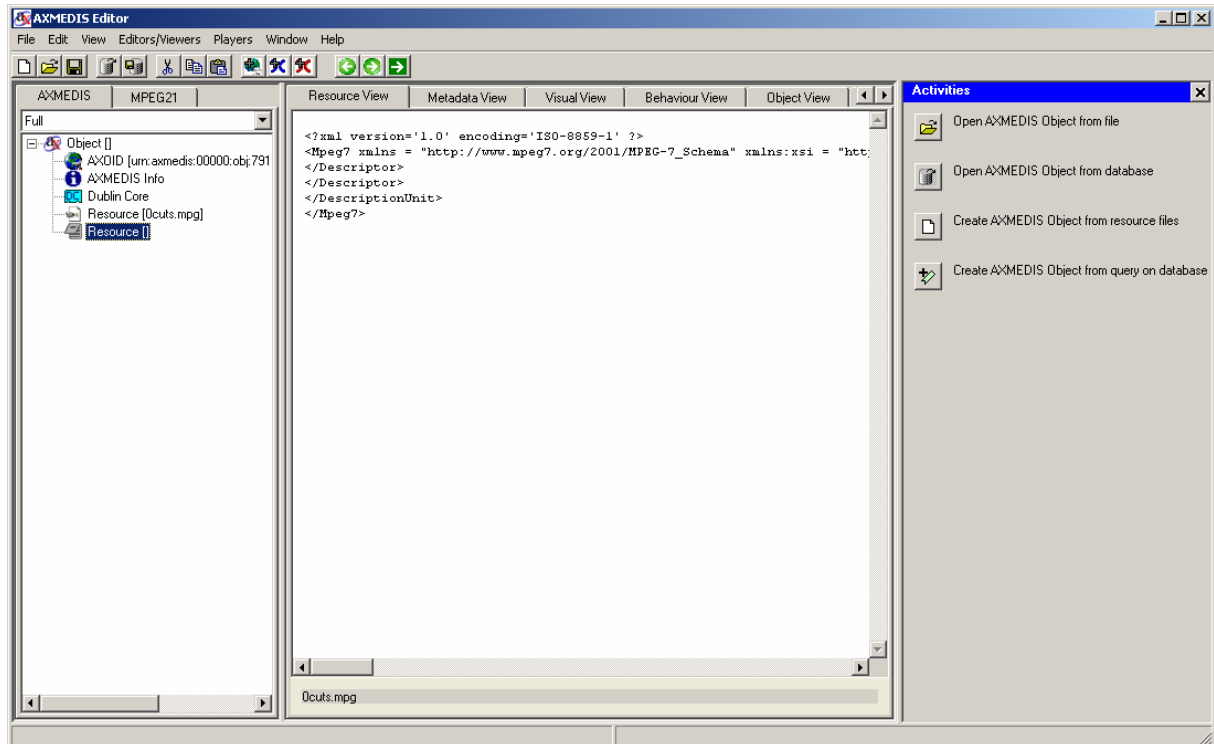 AXMEDIS Editor
File Edit View Editors/Viewers Players Window Help
AXMEDIS MPEG21
Full
Object []
AXOID [urn:axmedis:00000:obj:791
AXMEDIS Info
Dublin Core
Resource [0cuts.mpg]
Resource []
Resource View Metadata View Visual View Behaviour View Object View
<?xml version='1.0' encoding='ISO-8859-1' ?>
<Mpeg7 xmlns = "http://www.mpeg7.org/2001/MPEG-7_Schema" xmlns:xsi = "htt
</Descriptor>
</Descriptor>
</DescriptionUnit>
</Mpeg7>
0cuts.mpg
Activities
Open AXMEDIS Object from file
Open AXMEDIS Object from database
Create AXMEDIS Object from resource files
Create AXMEDIS Object from query on database